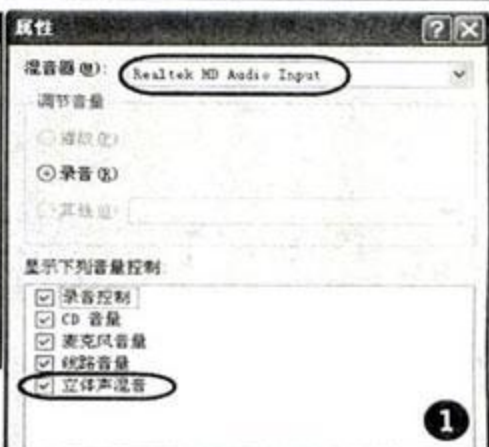 属性
混音器(M): Realtek HD Audio Input
调节音量
播放(P)
录音(R)
其他(O)
显示下列音量控制
录音控制
CD 音量
麦克风音量
线路音量
立体声混音
1